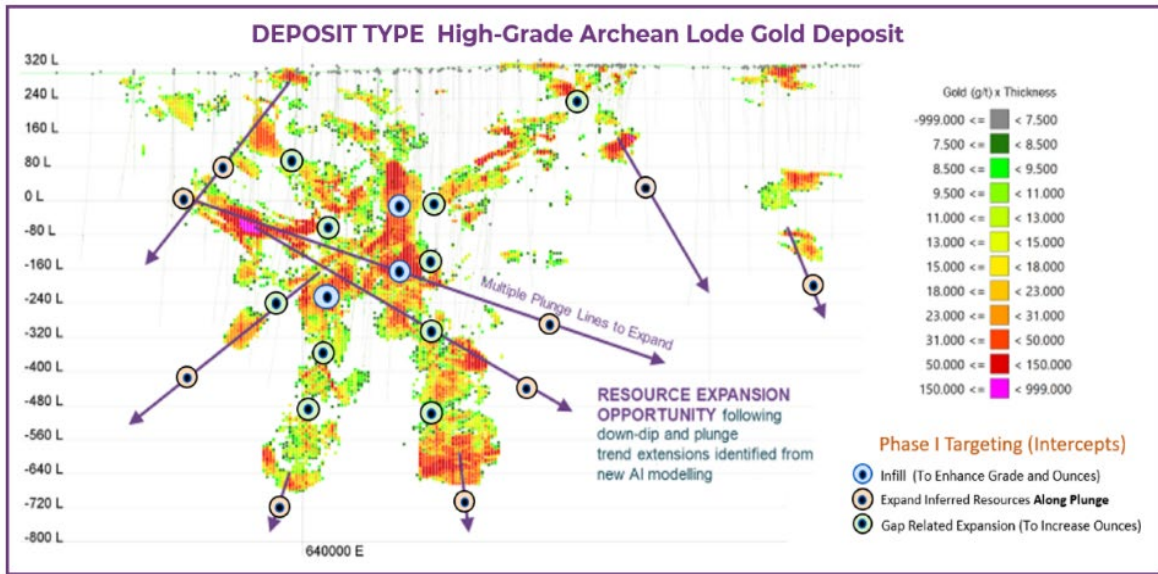 DEPOSIT TYPE High-Grade Archean Lode Gold Deposit
320 L
240 L
160 L
80 L
0 L
-80 L
-160 L
-240 L
-320 L
-400 L
-480 L
-560 L
-640 L
-720 L
-800 L
640000 E
Multiple Plunge Lines to Expand
RESOURCE EXPANSION
OPPORTUNITY following
down-dip and plunge
trend extensions identified from
new AI modelling
Gold (g/t) x Thickness
-999.000 <= < 7.500
7.500 <= < 8.500
8.500 <= < 9.500
9.500 <= < 11.000
11.000 <= < 13.000
13.000 <= < 15.000
15.000 <= < 18.000
18.000 <= < 23.000
23.000 <= < 31.000
31.000 <= < 50.000
50.000 <= < 150.000
150.000 <= < 999.000
Phase I Targeting (Intercepts)
Infill (To Enhance Grade and Ounces)
Expand Inferred Resources Along Plunge
Gap Related Expansion (To Increase Ounces)